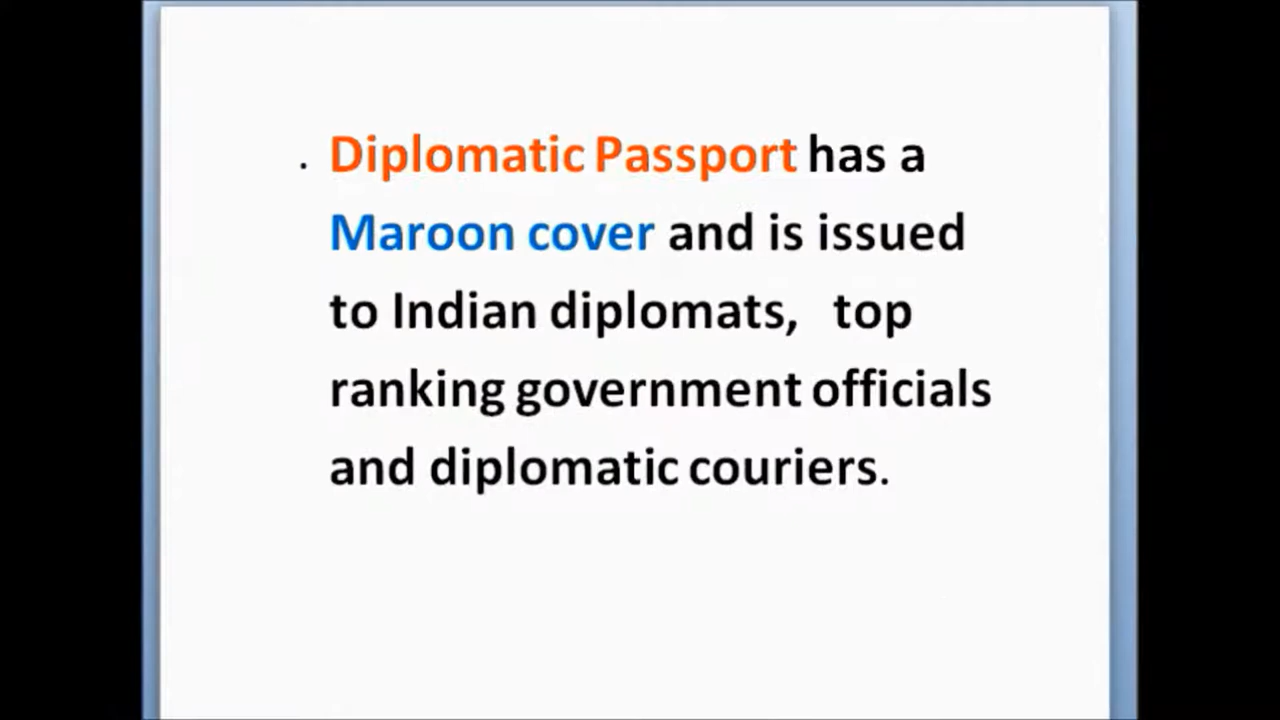 . Diplomatic Passport has a
Maroon cover and is issued
to Indian diplomats, top
ranking government officials
and diplomatic couriers.